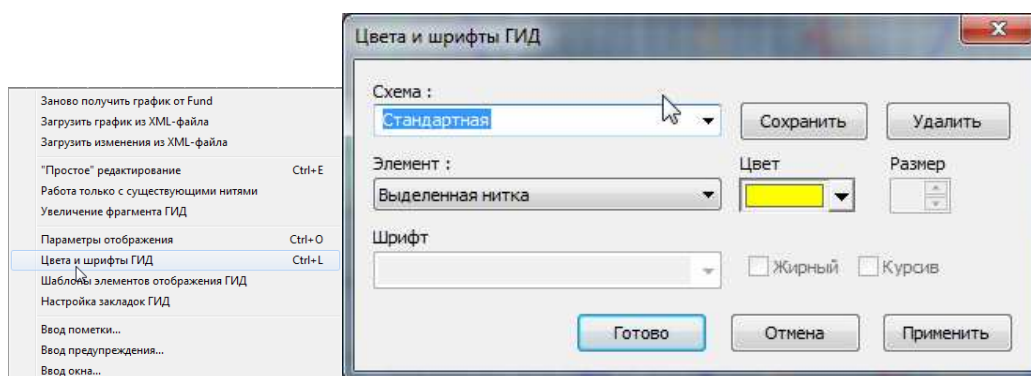 Заново получить график от Fund
Загрузить график из XML-файла
Загрузить изменения из XML-файла
"Простое" редактирование Ctrl+E
Работа только с существующими нитями
Увеличение фрагмента ГИД
Параметры отображения Ctrl+O
Цвета и шрифты ГИД Ctrl+L
Шаблоны элементов отображения ГИД
Настройка закладок ГИД
Ввод пометки...
Ввод предупреждения...
Ввод окна...
Цвета и шрифты ГИД
Схема :
Стандартная Сохранить Удалить
Элемент : Цвет Размер
Выделенная нитка
Шрифт
Жирный Курсив
Готово Отмена Применить